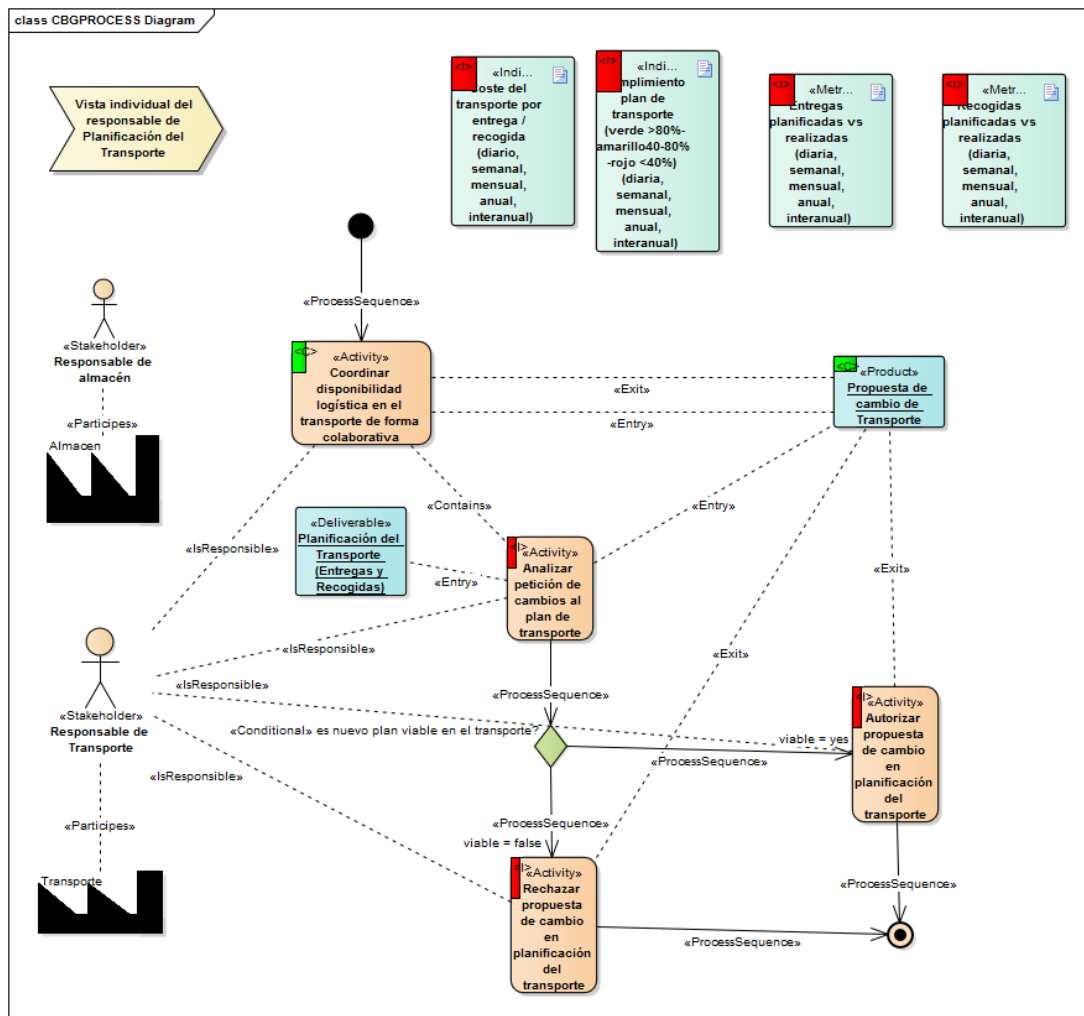 class CBGPROCESS Diagram
Vista individual del
responsable de
Planificación del
Transporte
<I>
«Indi...
Coste del
transporte por
entrega /
recogida
(diario,
semanal,
mensual,
anual,
interanual)
<I>
«Indi...
plan de
transporte
(verde >80%-
amarillo40-80%
-rojo <40%)
(diaria,
semanal,
mensual,
anual,
interanual)
<I>
«Metr...
Entregas
planificadas vs
realizadas
(diaria,
semanal,
mensual,
anual,
interanual)
<I>
«Metr...
Recogidas
planificadas vs
realizadas
(diaria,
semanal,
mensual,
anual,
interanual)
«ProcessSequence»
«Stakeholder»
Responsable de
almacén
«Participes»
Almacen
<C>
«Activity»
Coordinar
disponibilidad
logística en el
transporte de forma
colaborativa
«Exit»
«Entry»
<C>
«Product»
Propuesta de
cambio de
Transporte
«Contains»
«Entry»
«IsResponsible»
«Deliverable»
Planificación del
Transporte
(Entregas y
Recogidas)
«Entry»
<I>
«Activity»
Analizar
petición de
cambios al
plan de
transporte
«Exit»
«IsResponsible»
«Exit»
«IsResponsible»
«ProcessSequence»
«Stakeholder»
Responsable de
Transporte
«Conditional» es nuevo plan viable en el transporte?
viable = yes
«ProcessSequence»
<I>
«Activity»
Autorizar
propuesta
de cambio
en
planificación
del
transporte
«IsResponsible»
«Participes»
Transporte
«ProcessSequence»
viable = false
<I>
«Activity»
Rechazar
propuesta
de cambio
en
planificación
del
transporte
«ProcessSequence»
«ProcessSequence»